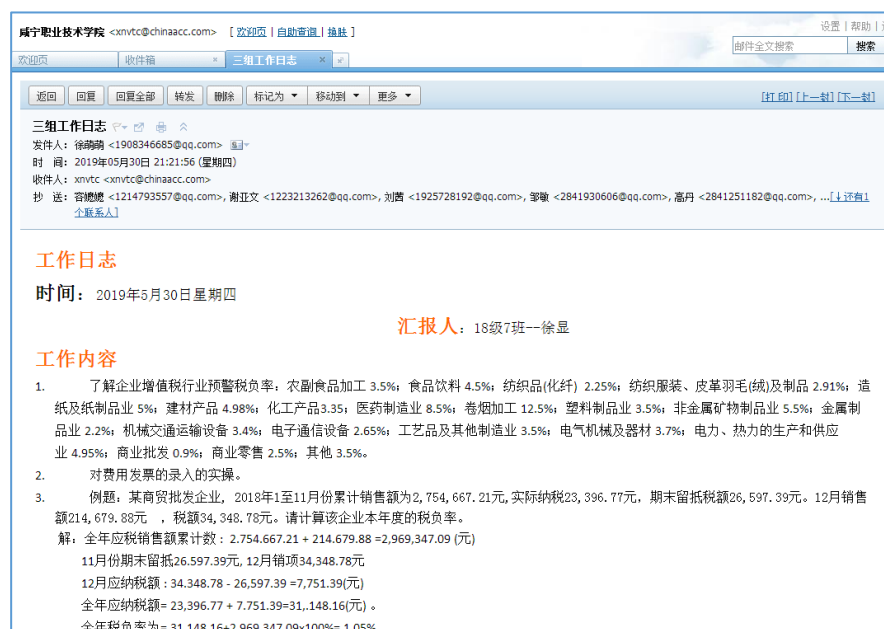 咸宁职业技术学院 <xnvtc@chinaacc.com> [ 欢迎页 | 自助查询 | 换肤 ]
设置 | 帮助 |
邮件全文搜索 搜索
欢迎页 收件箱 × 三组工作日志 ×
返回 回复 回复全部 转发 删除 标记为 ▼ 移动到 ▼ 更多 ▼ [打 印] [上一封] [下一封]
三组工作日志
发件人: 徐萌萌 <1908346685@qq.com>
时 间: 2019年05月30日 21:21:56 (星期四)
收件人: xnvtc <xnvtc@chinaacc.com>
抄 送: 容嬷嬷 <1214793557@qq.com>, 谢亚文 <1223213262@qq.com>, 刘茜 <1925728192@qq.com>, 邹敏 <2841930606@qq.com>, 高丹 <2841251182@qq.com>, ...[↓还有1
个联系人]
工作日志
时间: 2019年5月30日星期四
汇报人: 18级7班--徐显
工作内容
1. 了解企业增值税行业预警税负率: 农副食品加工 3.5%; 食品饮料 4.5%; 纺织品(化纤) 2.25%; 纺织服装、皮革羽毛(绒)及制品 2.91%; 造
纸及纸制品业 5%; 建材产品 4.98%; 化工产品3.35; 医药制造业 8.5%; 卷烟加工 12.5%; 塑料制品业 3.5%; 非金属矿物制品业 5.5%; 金属制
品业 2.2%; 机械交通运输设备 3.4%; 电子通信设备 2.65%; 工艺品及其他制造业 3.5%; 电气机械及器材 3.7%; 电力、热力的生产和供应
业 4.95%; 商业批发 0.9%; 商业零售 2.5%; 其他 3.5%。
2. 对费用发票的录入的实操。
3. 例题: 某商贸批发企业, 2018年1至11月份累计销售额为2,754,667.21元,实际纳税23,396.77元, 期末留抵税额26,597.39元。12月销售
额214,679.88元 , 税额34,348.78元。请计算该企业本年度的税负率。
解: 全年应税销售额累计数 : 2.754.667.21 + 214.679.88 =2,969,347.09 (元)
11月份期末留抵26.597.39元, 12月销项34,348.78元
12月应纳税额 : 34.348.78 - 26,597.39 =7,751.39(元)
全年应纳税额= 23,396.77 + 7.751.39=31,.148.16(元) 。
全年税负率为= 31,148.16÷2,969,347.09x100%= 1.05%